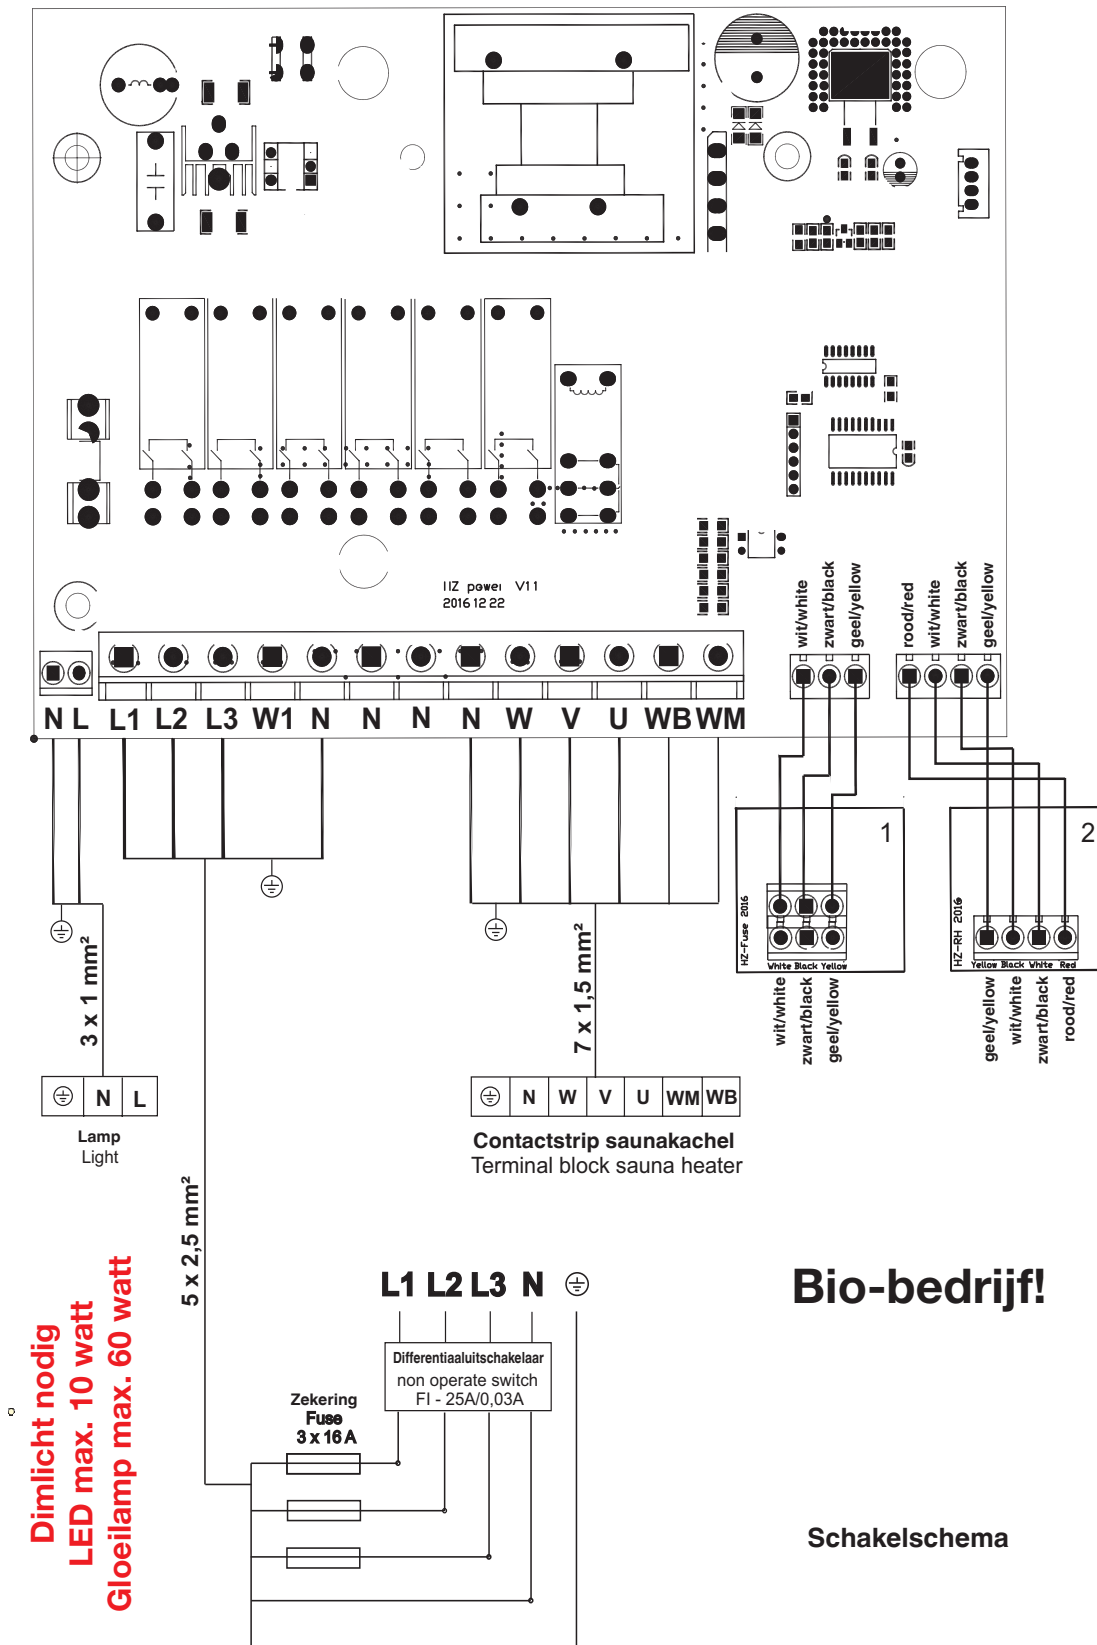 IIZ power V11
2016 12 22
wit/white
zwart/black
geel/yellow
rood/red
wit/white
zwart/black
geel/yellow
N L L1 L2 L3 W1 N N N N W V U WB WM
1
HZ-Fuse 2016
White Black Yellow
wit/white
zwart/black
geel/yellow
2
HZ-RH 2016
Yellow Black White Red
geel/yellow
wit/white
zwart/black
rood/red
3 x 1 mm²
7 x 1,5 mm²
N L
Lamp
Light
N W V U WM WB
Contactstrip saunakachel
Terminal block sauna heater
5 x 2,5 mm²
L1 L2 L3 N
Differentiaaluitschakelaar
non operate switch
FI - 25A/0,03A
Zekering
Fuse
3 x 16 A
Bio-bedrijf!
Dimlicht nodig
LED max. 10 watt
Gloeilamp max. 60 watt
Schakelschema